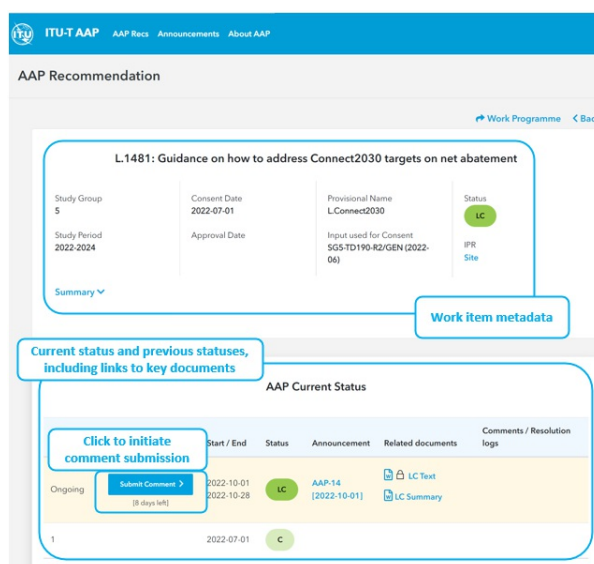 ITU-T AAP AAP Recs Announcements About AAP
AAP Recommendation
Work Programme Bac
L.1481: Guidance on how to address Connect2030 targets on net abatement
Study Group Consent Date Provisional Name Status
5 2022-07-01 L.Connect2030 LC
Study Period Approval Date Input used for Consent IPR
2022-2024 SG5-TD190-R2/GEN (2022- Site
06)
Summary
Work item metadata
Current status and previous statuses,
including links to key documents
AAP Current Status
Click to initiate
comment submission
Start / End Status Announcement Related documents Comments / Resolution
logs
Ongoing Submit Comment 2022-10-01 LC AAP-14 LC Text
[8 days left] 2022-10-28 [2022-10-01] LC Summary
1 2022-07-01 C